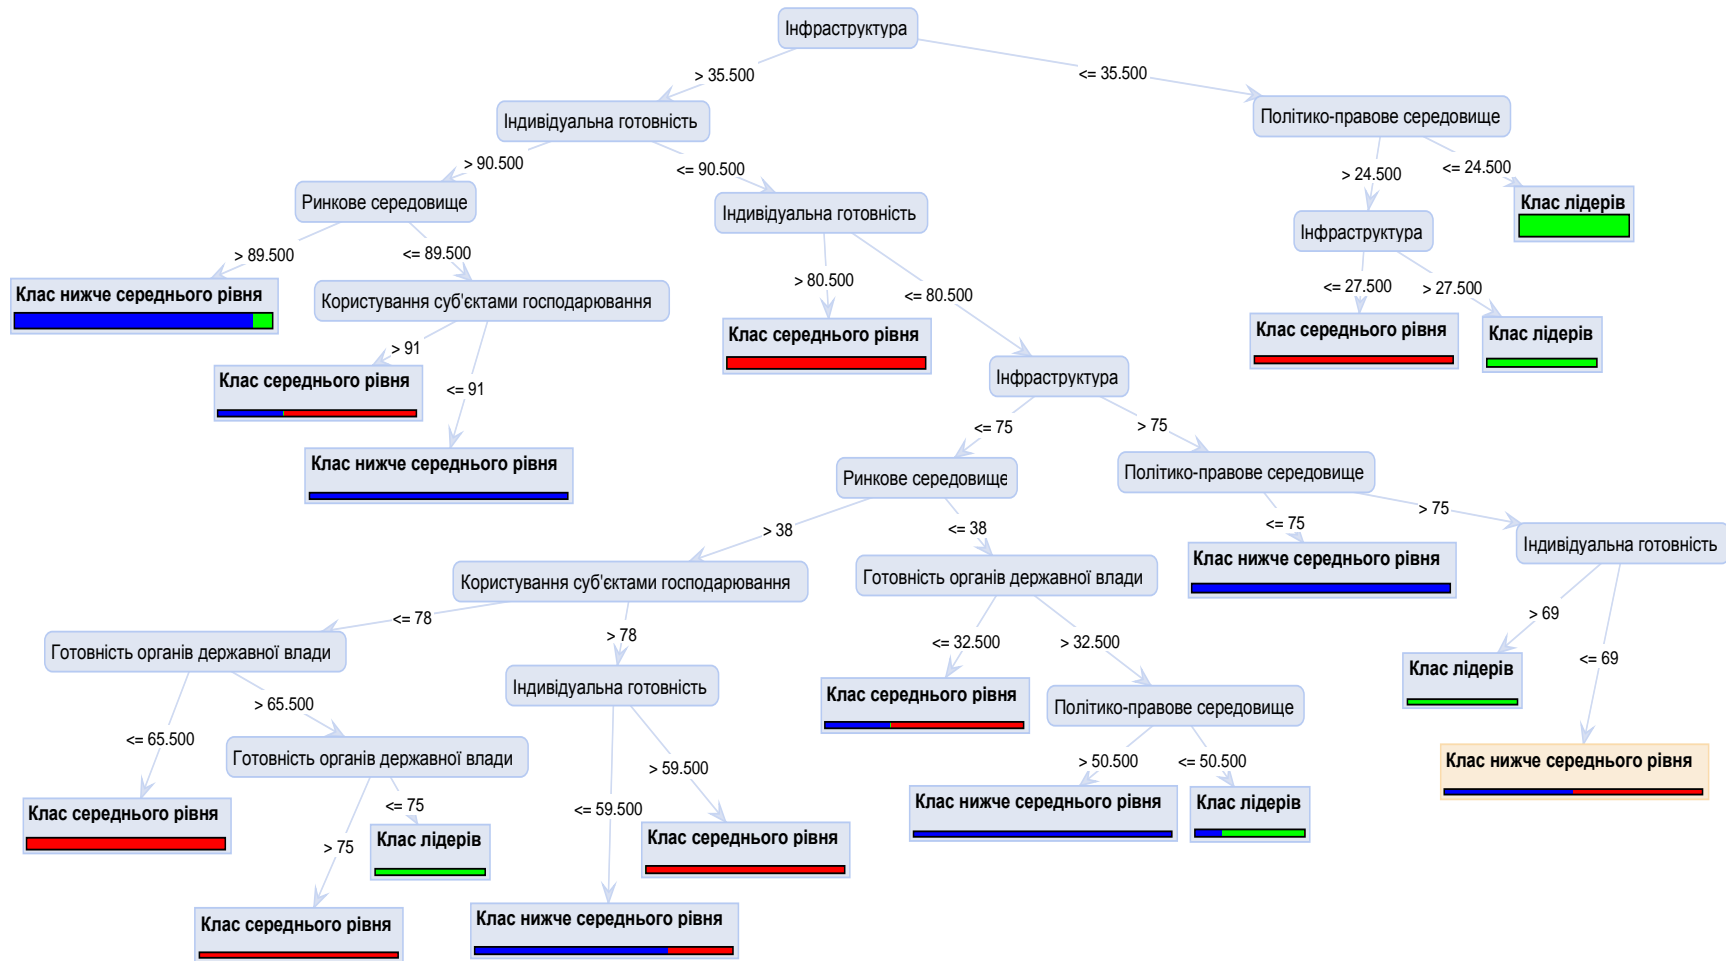 Інфраструктура
> 35.500
<= 35.500
Індивідуальна готовність
Політико-правове середовище
> 90.500
<= 90.500
> 24.500
<= 24.500
Ринкове середовище
Індивідуальна готовність
Інфраструктура
Клас лідерів
> 89.500
<= 89.500
> 80.500
<= 80.500
<= 27.500
> 27.500
Клас нижче середнього рівня
Користування суб'єктами господарювання
Клас середнього рівня
Клас середнього рівня
Клас лідерів
> 91
<= 91
Клас середнього рівня
Інфраструктура
Клас нижче середнього рівня
<= 75
> 75
Ринкове середовище
Політико-правове середовище
> 38
<= 38
<= 75
> 75
Користування суб'єктами господарювання
Готовність органів державної влади
Клас нижче середнього рівня
Індивідуальна готовність
<= 78
> 78
<= 32.500
> 32.500
> 69
<= 69
Готовність органів державної влади
Індивідуальна готовність
Клас середнього рівня
Політико-правове середовище
Клас лідерів
<= 65.500
> 65.500
<= 59.500
> 59.500
> 50.500
<= 50.500
Готовність органів державної влади
Клас нижче середнього рівня
Клас середнього рівня
> 75
<= 75
Клас лідерів
Клас середнього рівня
Клас нижче середнього рівня
Клас лідерів
Клас середнього рівня
Клас нижче середнього рівня